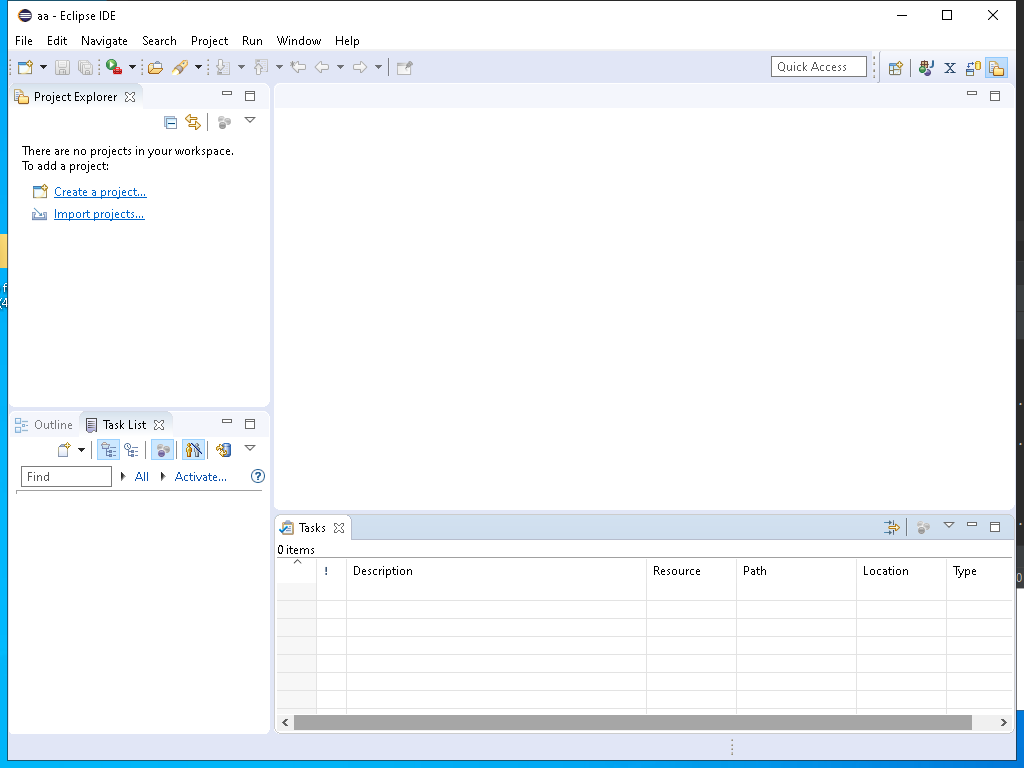 aa - Eclipse IDE
File Edit Navigate Search Project Run Window Help
Quick Access
Project Explorer
There are no projects in your workspace.
To add a project:
Create a project...
Import projects...
Outline Task List
Find All Activate...
Tasks
0 items
! Description Resource Path Location Type